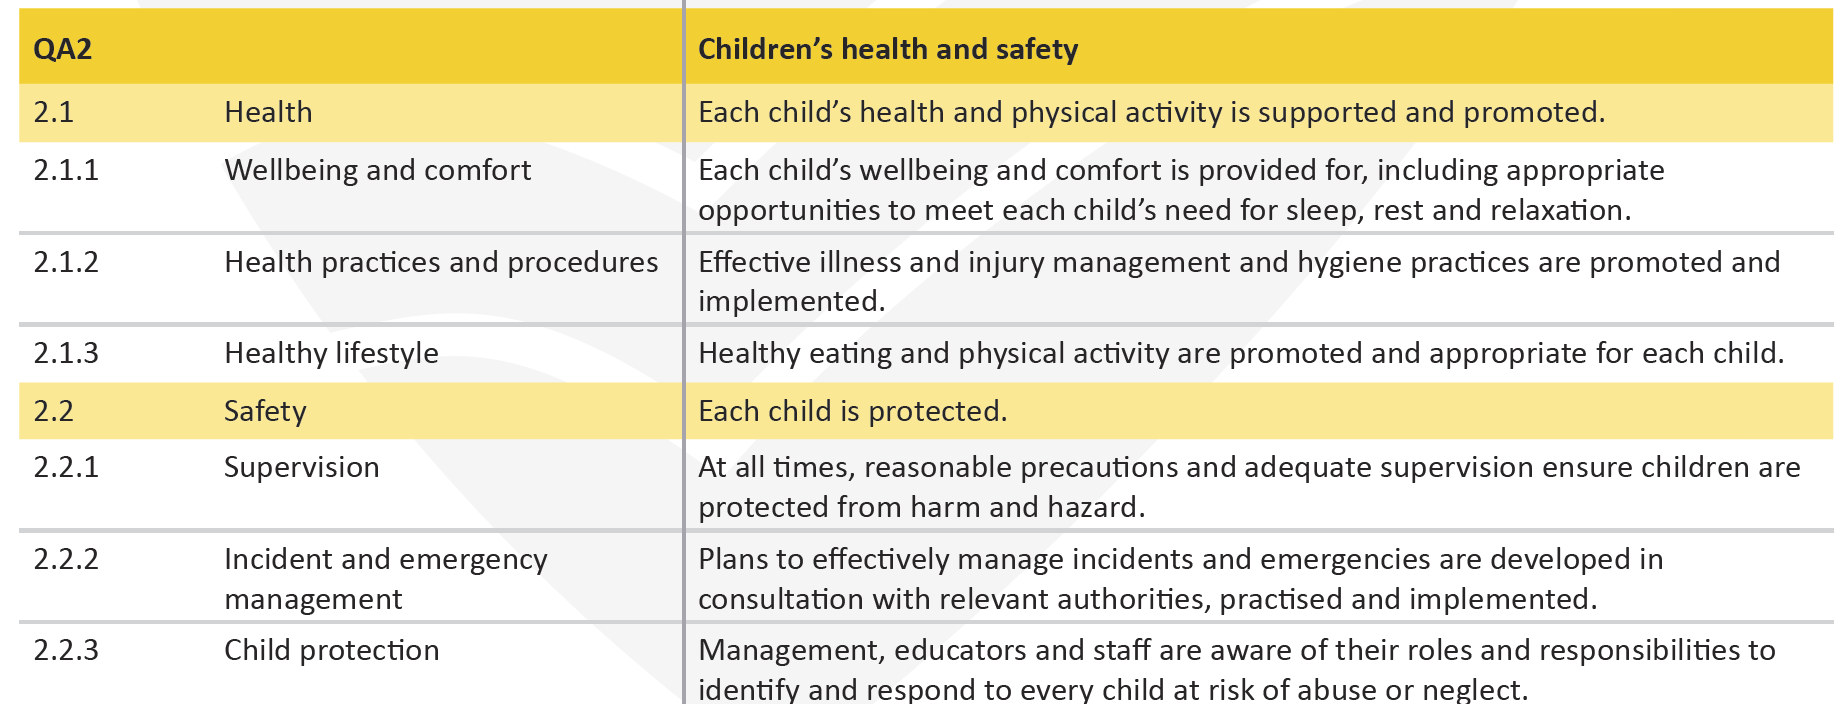 QA2 Children’s health and safety
2.1 Health Each child’s health and physical activity is supported and promoted.
2.1.1 Wellbeing and comfort Each child’s wellbeing and comfort is provided for, including appropriate
opportunities to meet each child’s need for sleep, rest and relaxation.
2.1.2 Health practices and procedures Effective illness and injury management and hygiene practices are promoted and
implemented.
2.1.3 Healthy lifestyle Healthy eating and physical activity are promoted and appropriate for each child.
2.2 Safety Each child is protected.
2.2.1 Supervision At all times, reasonable precautions and adequate supervision ensure children are
protected from harm and hazard.
2.2.2 Incident and emergency Plans to effectively manage incidents and emergencies are developed in
management consultation with relevant authorities, practised and implemented.
2.2.3 Child protection Management, educators and staff are aware of their roles and responsibilities to
identify and respond to every child at risk of abuse or neglect.